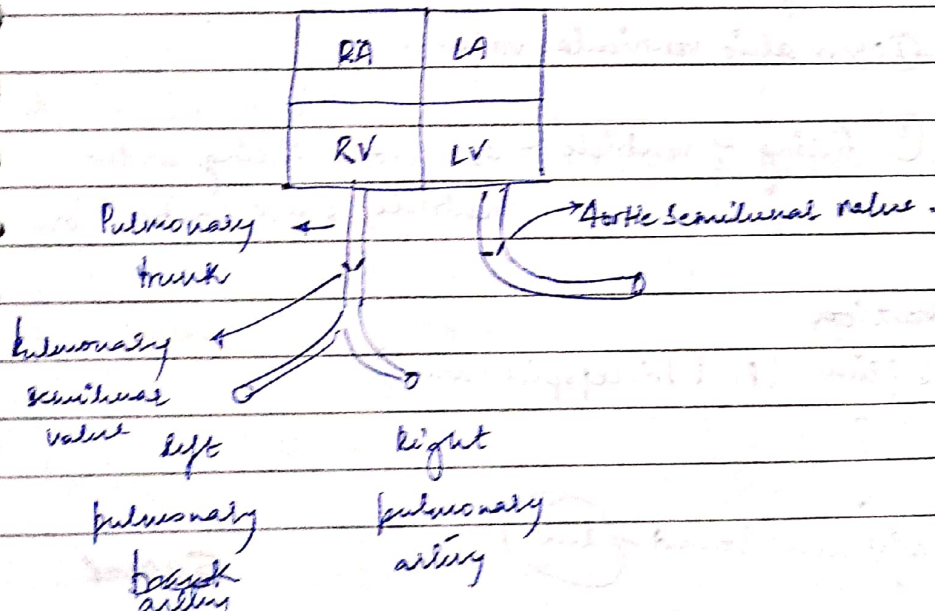 RA LA
RV LV
Pulmonary
trunk
Aortic semilunar valve.
Pulmonary
semilunar
valve
left
pulmonary
artery
Right
pulmonary
artery